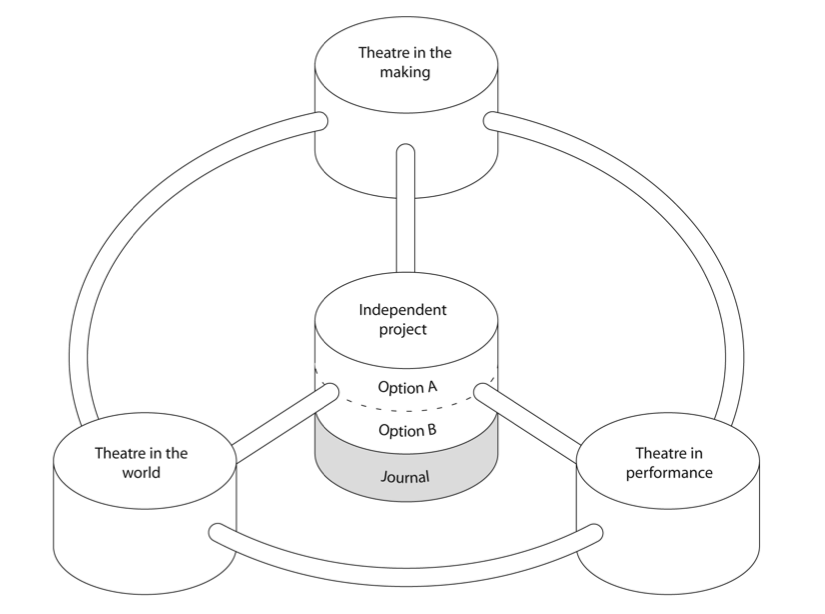 Theatre in the
making
Independent
project
Option A
Option B
Journal
Theatre in the
world
Theatre in
performance